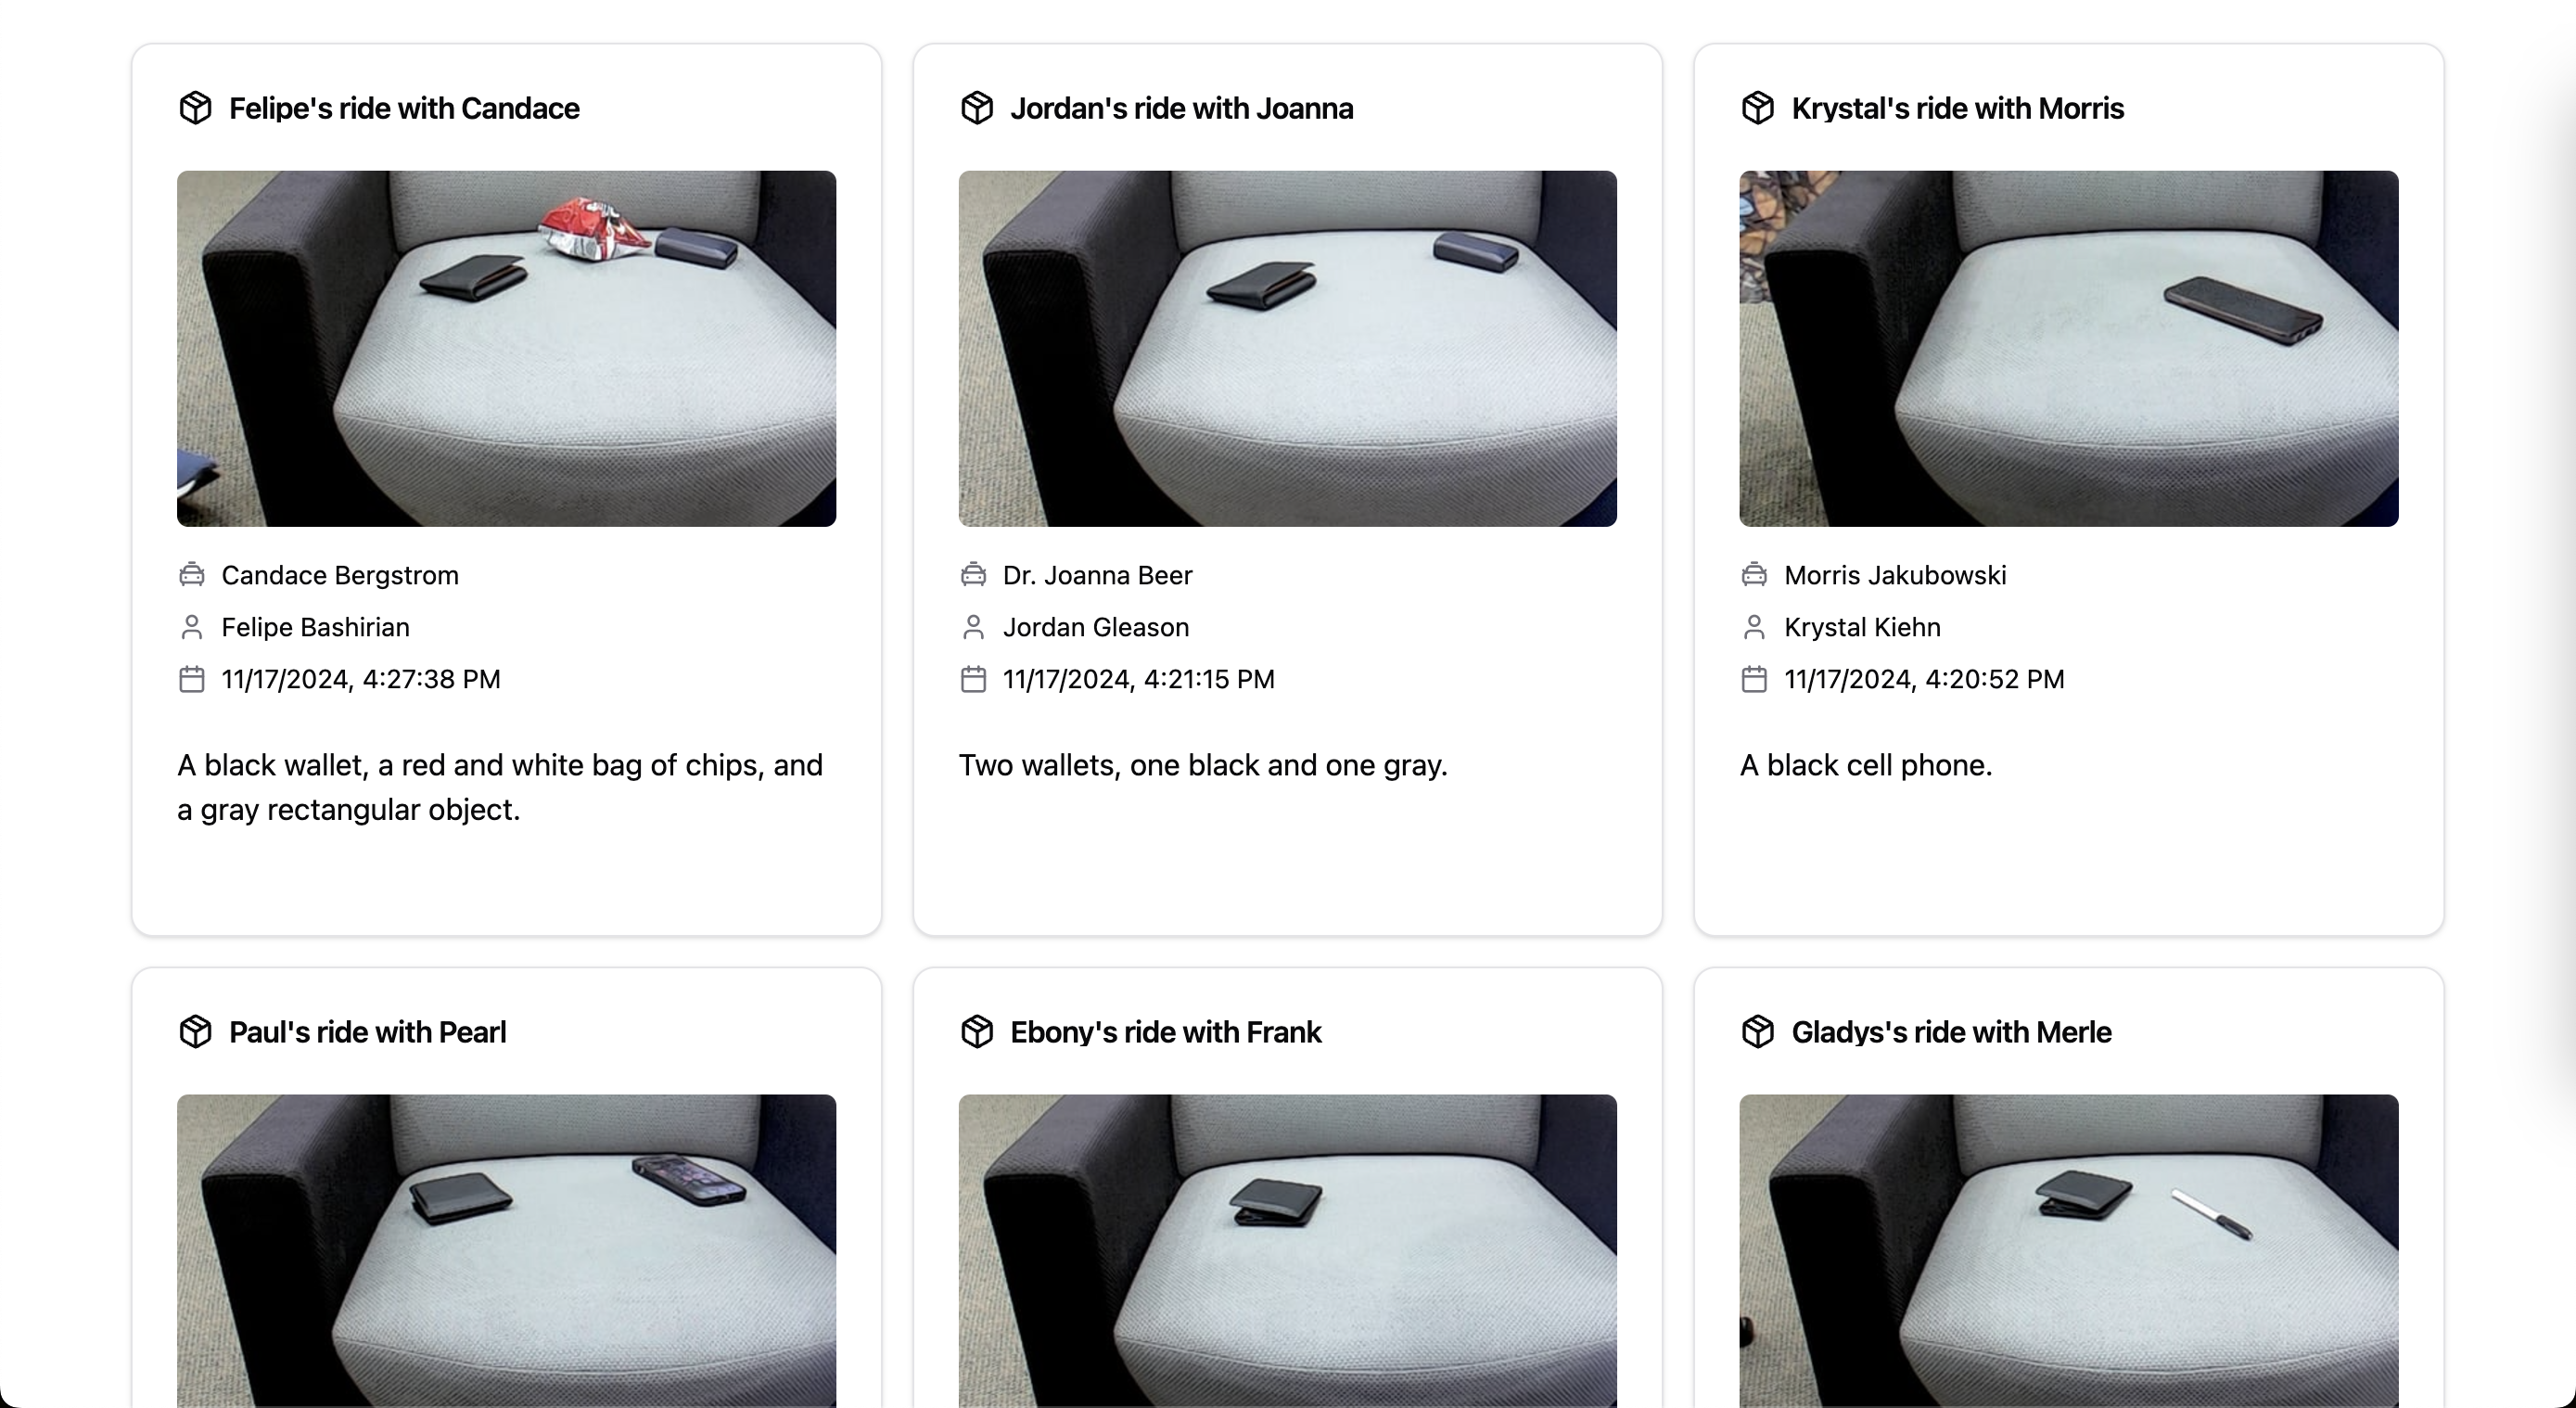 Felipe's ride with Candace
Candace Bergstrom
Felipe Bashirian
11/17/2024, 4:27:38 PM
A black wallet, a red and white bag of chips, and
a gray rectangular object.
Jordan's ride with Joanna
Dr. Joanna Beer
Jordan Gleason
11/17/2024, 4:21:15 PM
Two wallets, one black and one gray.
Krystal's ride with Morris
Morris Jakubowski
Krystal Kiehn
11/17/2024, 4:20:52 PM
A black cell phone.
Paul's ride with Pearl
Ebony's ride with Frank
Gladys's ride with Merle